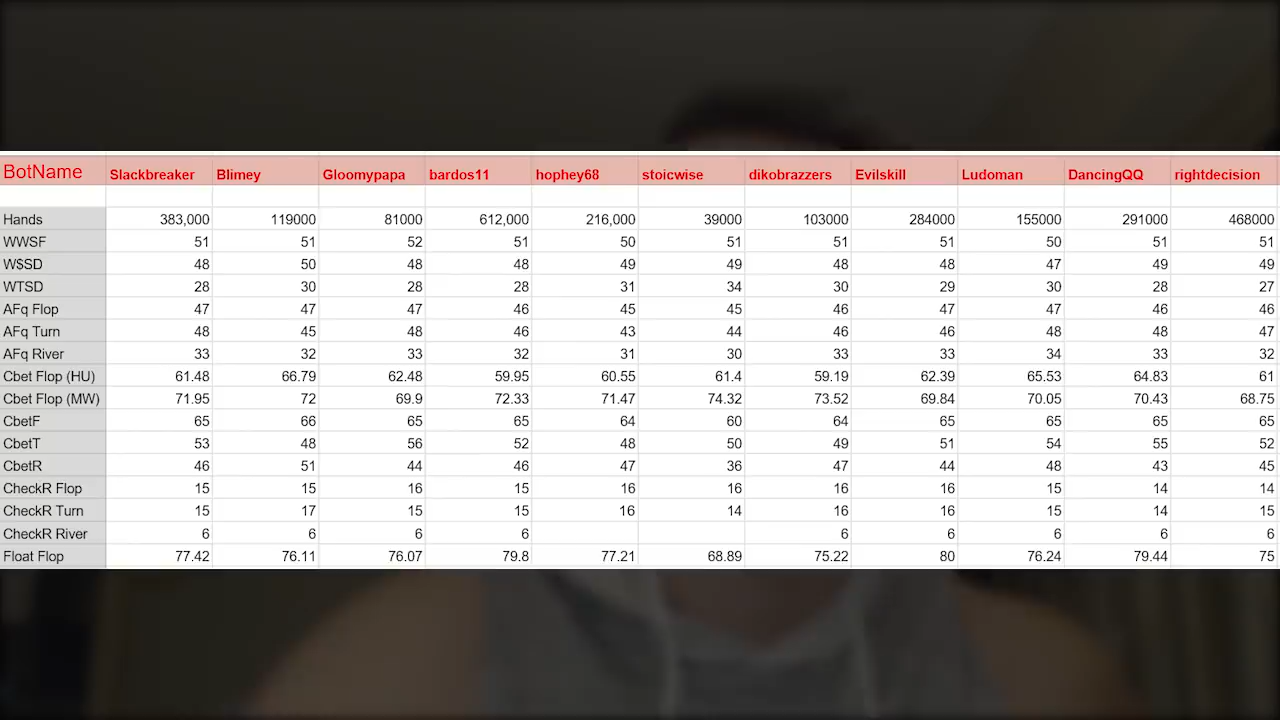 BotName Slackbreaker Blimey Gloomypapa bardos11 hophey68 stoicwise dikobrazzers Evilskill Ludoman DancingQQ rightdecision
Hands 383,000 119000 81000 612,000 216,000 39000 103000 284000 155000 291000 468000
WWSF 51 51 52 51 50 51 51 51 50 51 51
W$SD 48 50 48 48 49 49 48 48 47 49 49
WTSD 28 30 28 28 31 34 30 29 30 28 27
AFq Flop 47 47 47 46 45 45 46 47 47 46 46
AFq Turn 48 45 48 46 43 44 46 46 48 48 47
AFq River 33 32 33 32 31 30 33 33 34 33 32
Cbet Flop (HU) 61.48 66.79 62.48 59.95 60.55 61.4 59.19 62.39 65.53 64.83 61
Cbet Flop (MW) 71.95 72 69.9 72.33 71.47 74.32 73.52 69.84 70.05 70.43 68.75
CbetF 65 66 65 65 64 60 64 65 65 65 65
CbetT 53 48 56 52 48 50 49 51 54 55 52
CbetR 46 51 44 46 47 36 47 44 48 43 45
CheckR Flop 15 15 16 15 16 16 16 16 15 14 14
CheckR Turn 15 17 15 15 16 14 16 16 15 14 15
CheckR River 6 6 6 6 6 6 6 6 6
Float Flop 77.42 76.11 76.07 79.8 77.21 68.89 75.22 80 76.24 79.44 75